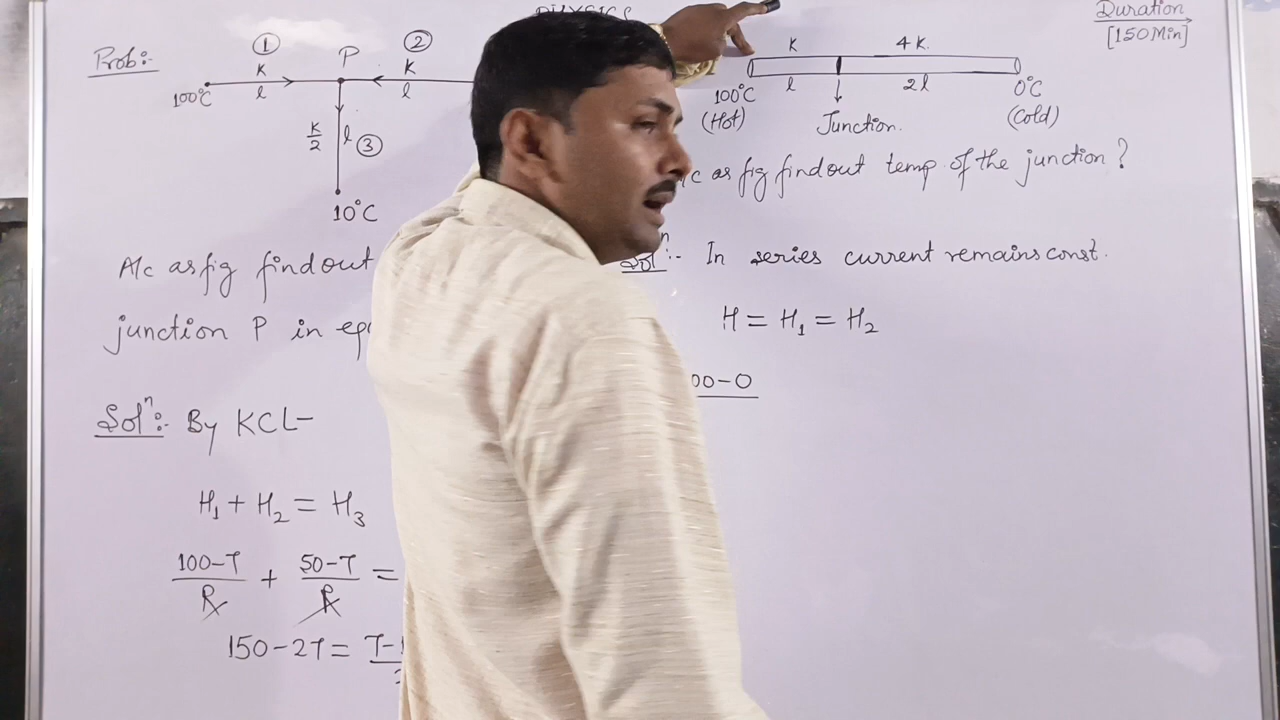 Duration
[150 Min]
Prob:-
① P ②
K K
l l
100°C
K/2 l ③
10°C
A/c as fig find out
junction P in
Solⁿ:- By KCL-
H₁ + H₂ = H₃
100-T/R + 50-T/R =
150-2T =
K 4K
l 2l
100°C 0°C
(Hot) (Cold)
Junction.
as fig find out temp of the junction ?
Solⁿ:- In series current remains const.
H = H₁ = H₂
00-0